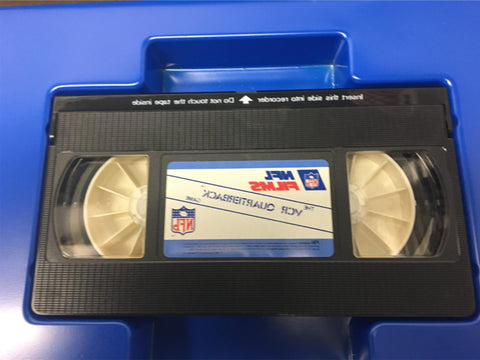 Insert this side into recorder Do not touch the tape inside
NFL
FILMS
THE VCR QUARTERBACK GAME
NFL